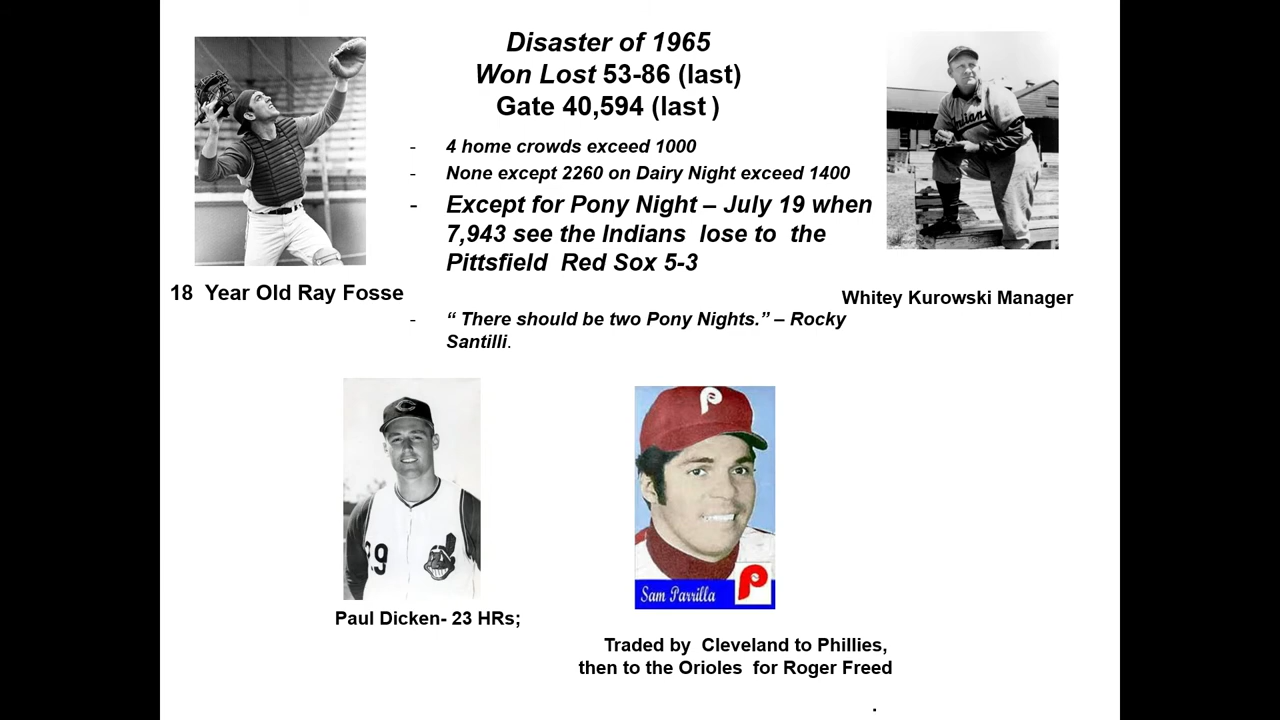 Disaster of 1965
Won Lost 53-86 (last)
Gate 40,594 (last )
- 4 home crowds exceed 1000
- None except 2260 on Dairy Night exceed 1400
- Except for Pony Night – July 19 when
7,943 see the Indians lose to the
Pittsfield Red Sox 5-3
18 Year Old Ray Fosse
Indians
Whitey Kurowski Manager
- “ There should be two Pony Nights.” – Rocky
Santilli.
C
39
P
P
Sam Parrilla
Paul Dicken- 23 HRs;
Traded by Cleveland to Phillies,
then to the Orioles for Roger Freed
.